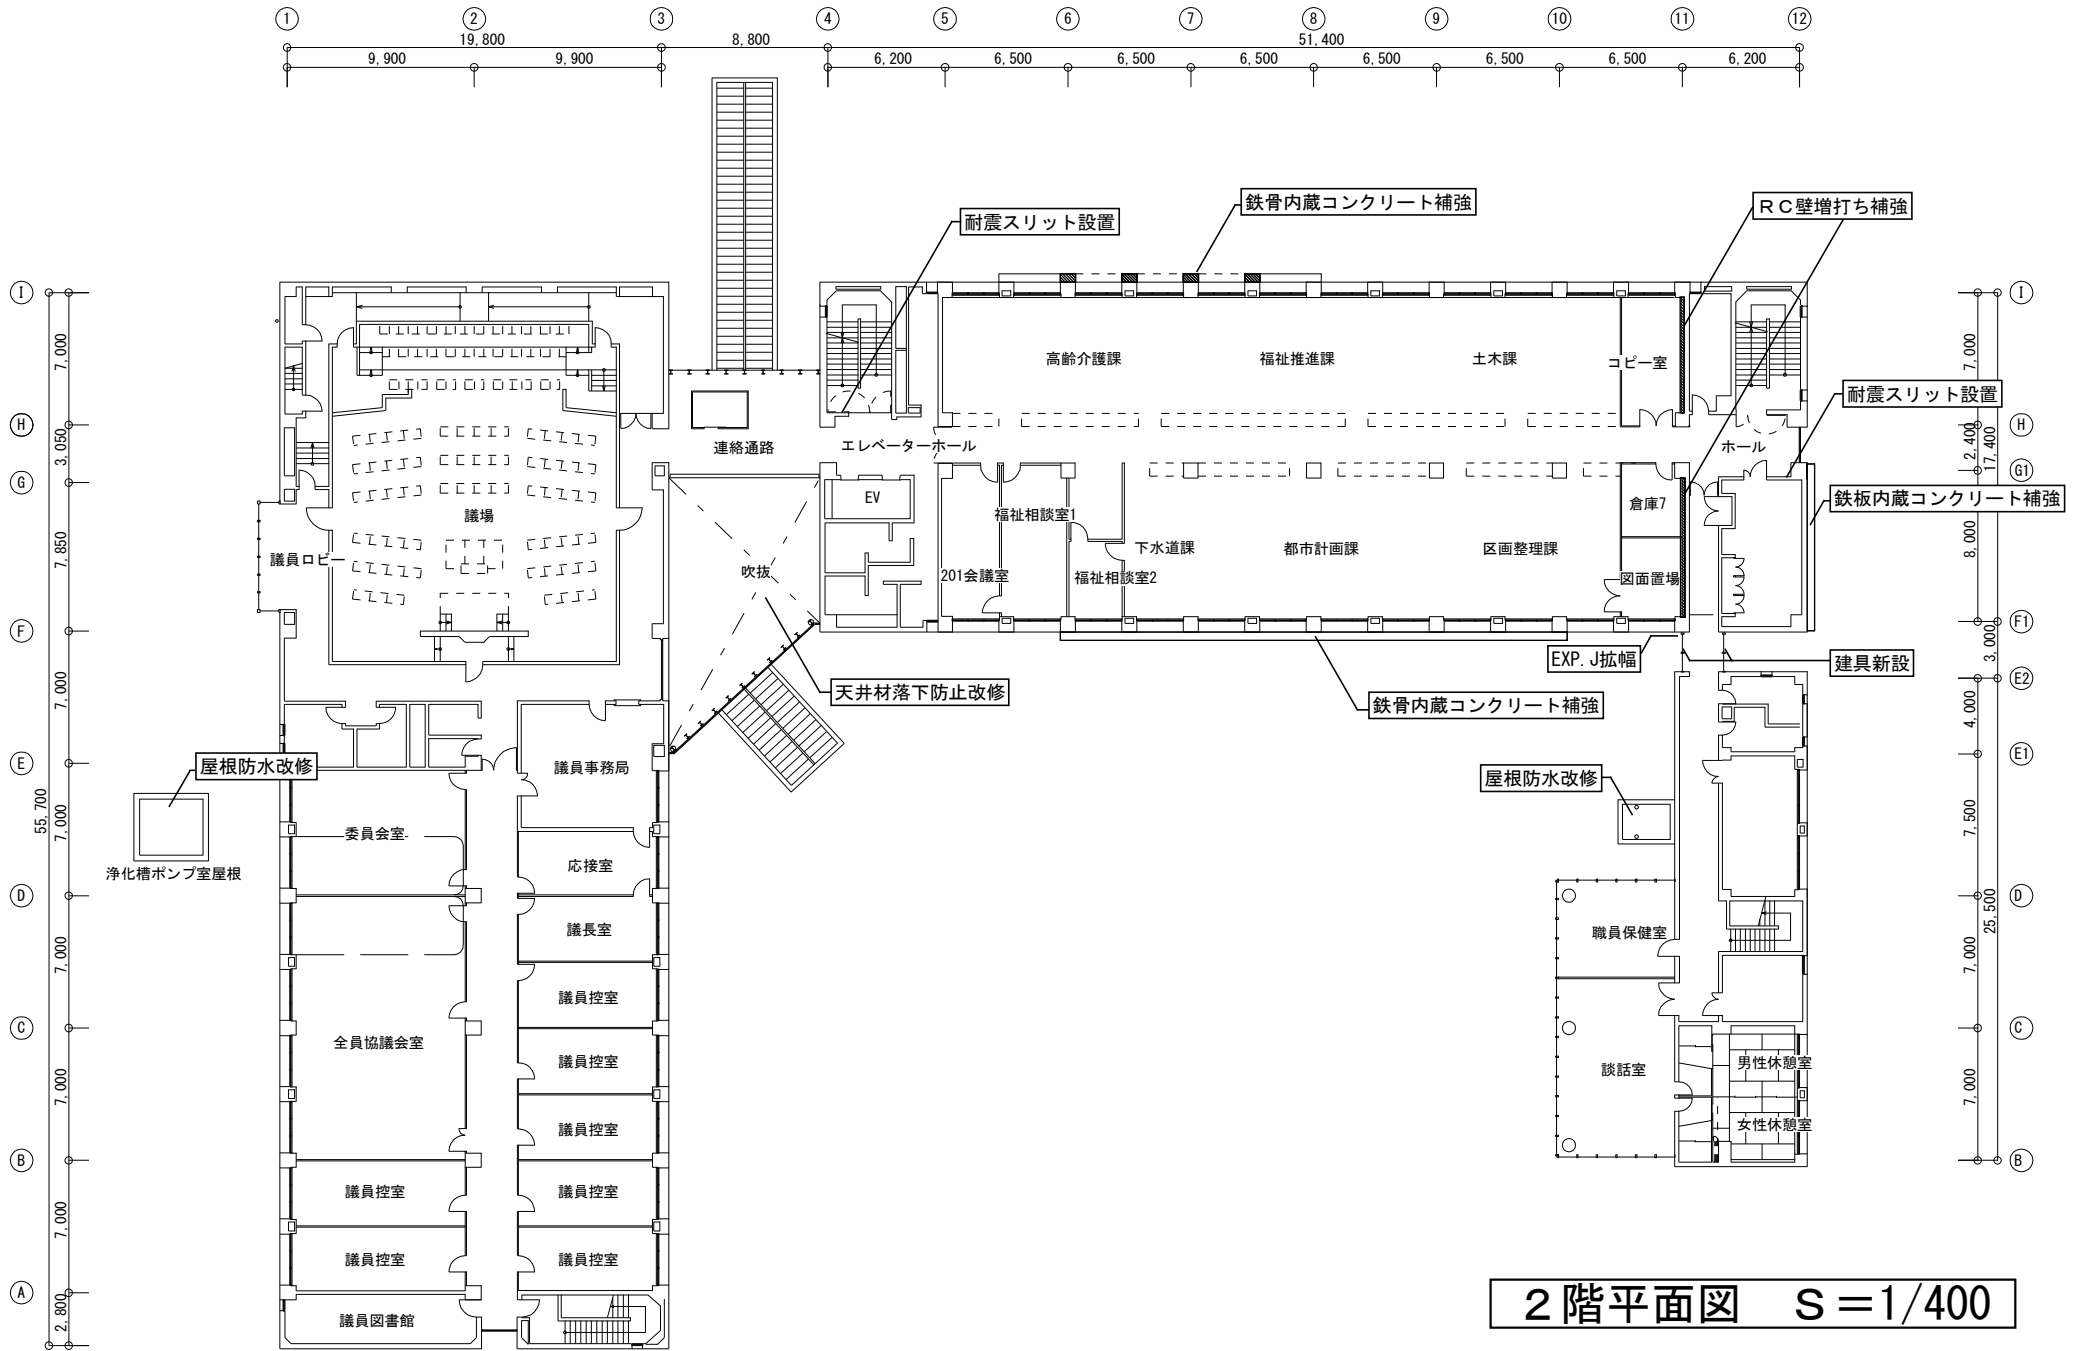 1 2 3 4 5 6 7 8 9 10 11 12
19,800 8,800 51,400
9,900 9,900 6,200 6,500 6,500 6,500 6,500 6,500 6,500 6,200
鉄骨内蔵コンクリート補強
RC壁増打ち補強
耐震スリット設置
I
I
7,000
7,000
高齢介護課
福祉推進課
土木課
コピー室
耐震スリット設置
H
H
3,050
2,400
17,400
連絡通路
エレベーターホール
ホール
G
G1
EV
福祉相談室1
倉庫7
鉄板内蔵コンクリート補強
議場
7,850
8,000
議員ロビー
下水道課
都市計画課
区画整理課
吹抜
201会議室
福祉相談室2
図面置場
F
F1
3,000
EXP.J拡幅
建具新設
7,000
天井材落下防止改修
鉄骨内蔵コンクリート補強
E2
4,000
E
E1
屋根防水改修
議員事務局
屋根防水改修
55,700
7,000
7,500
委員会室
応接室
浄化槽ポンプ室屋根
D
D
25,500
議長室
職員保健室
7,000
7,000
議員控室
C
C
全員協議会室
議員控室
談話室
男性休憩室
7,000
7,000
議員控室
女性休憩室
B
B
議員控室
議員控室
7,000
議員控室
議員控室
A
2,800
議員図書館
2階平面図 S=1/400